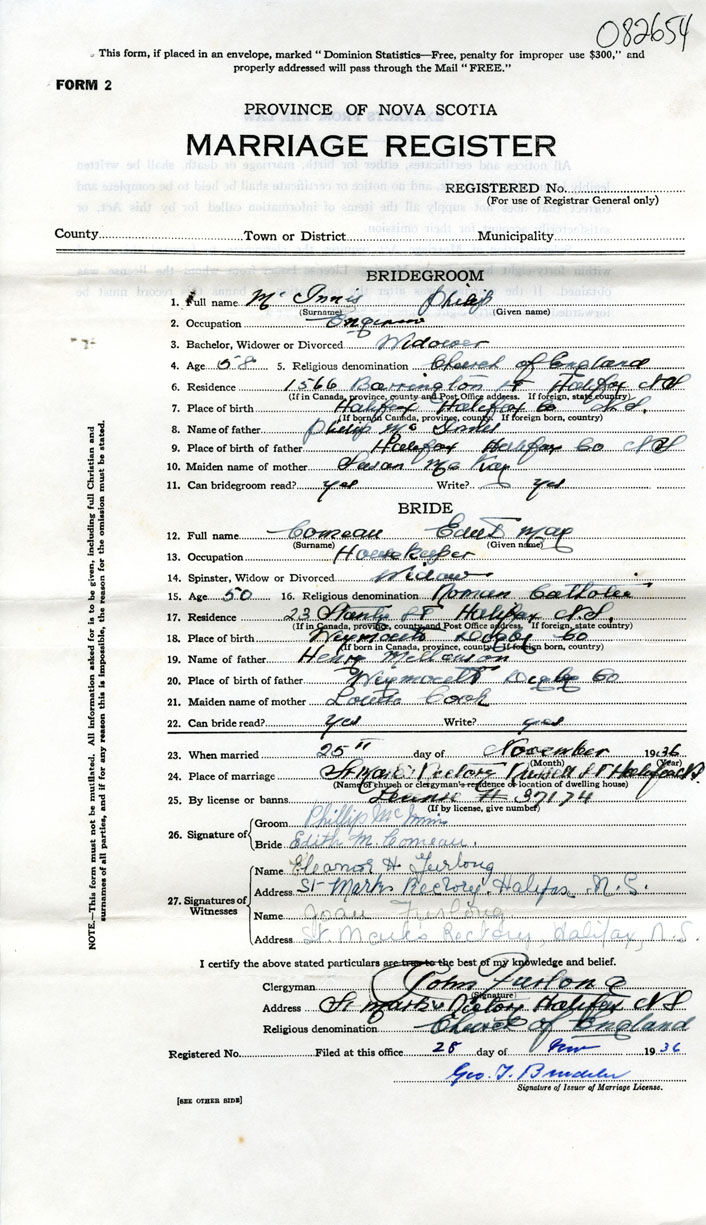 082654
This form, if placed in an envelope, marked "Dominion Statistics—Free, penalty for improper use $300," and
properly addressed will pass through the Mail "FREE."
FORM 2
PROVINCE OF NOVA SCOTIA
MARRIAGE REGISTER
REGISTERED No.
(For use of Registrar General only)
County Town or District Municipality
BRIDEGROOM
1. Full name Mc Innis Philip
(Surname) (Given name)
2. Occupation
3. Bachelor, Widower or Divorced Widower
4. Age 58 5. Religious denomination Church of England
6. Residence 1566 Barrington St Halifax NS
(If in Canada, province, county and Post Office address. If foreign, state country)
7. Place of birth Halifax Halifax Co N.S.
(If born in Canada, province, county. If foreign born, country)
8. Name of father Philip Mc Innis
9. Place of birth of father Halifax Halifax Co NS
10. Maiden name of mother Susan McKay
11. Can bridegroom read? yes Write? yes
BRIDE
12. Full name Comeau Edith May
(Surname) (Given name)
13. Occupation Housekeeper
14. Spinster, Widow or Divorced Widow
15. Age 50 16. Religious denomination Roman Catholic
17. Residence 23 St Halifax N.S.
(If in Canada, province, county and Post Office address. If foreign, state country)
18. Place of birth Weymouth Digby Co
(If born in Canada, province, county. If foreign born, country)
19. Name of father Henry Melanson
20. Place of birth of father Weymouth Digby Co
21. Maiden name of mother
22. Can bride read? yes Write? yes
23. When married 25" day of November 1936
(Month) (Year)
24. Place of marriage St Marks Rectory Russell St Halifax NS
(Name of church or clergyman's residence or location of dwelling house)
25. By license or banns License # 37174
(If by license, give number)
26. Signature of
Groom Phillip McInnis
Bride Edith M. Comeau.
27. Signatures of Witnesses
Name Eleanor H. Furlong
Address St Marks Rectory, Halifax, N.S.
Name Joan Furlong
Address St. Mark's Rectory, Halifax, N.S.
I certify the above stated particulars are true to the best of my knowledge and belief.
Clergyman John Furlong
(Signature)
Address St Marks Rectory Halifax NS
Religious denomination Church of England
Registered No. Filed at this office 28 day of Nov 1936
Geo. T.
Signature of Issuer of Marriage License.
[SEE OTHER SIDE]
NOTE.—This form must not be mutilated. All information asked for is to be given, including full Christian and
surnames of all parties, and if for any reason this is impossible, the reason for the omission must be stated.